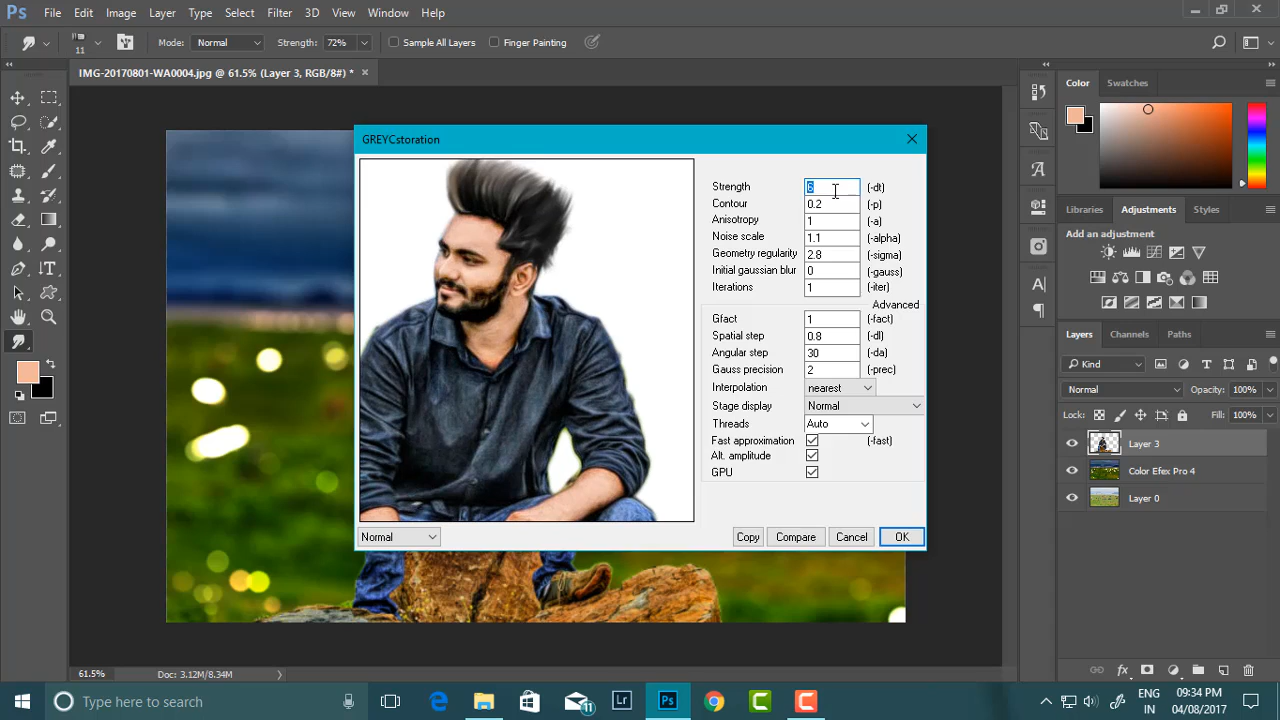 Ps File Edit Image Layer Type Select Filter 3D View Window Help
11 Mode: Normal Strength: 72% Sample All Layers Finger Painting
IMG-20170801-WA0004.jpg @ 61.5% (Layer 3, RGB/8#) * ×
GREYCstoration
Strength 6 (-dt)
Contour 0.2 (-p)
Anisotropy 1 (-a)
Noise scale 1.1 (-alpha)
Geometry regularity 2.8 (-sigma)
Initial gaussian blur 0 (-gauss)
Iterations 1 (-iter)
Advanced
Gfact 1 (-fact)
Spatial step 0.8 (-dl)
Angular step 30 (-da)
Gauss precision 2 (-prec)
Interpolation nearest
Stage display Normal
Threads Auto
Fast approximation (-fast)
Alt. amplitude
GPU
Normal Copy Compare Cancel OK
Color Swatches
Libraries Adjustments Styles
Add an adjustment
Layers Channels Paths
Kind
Normal Opacity: 100%
Lock: Fill: 100%
Layer 3
Color Efex Pro 4
Layer 0
61.5% Doc: 3.12M/8.34M
Type here to search
11
Lr
Ps
ENG
IN
09:34 PM
04/08/2017